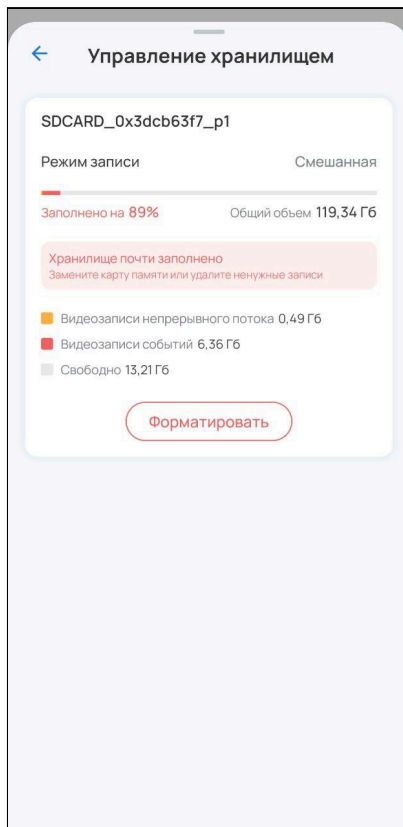 Управление хранилищем
SDCARD_0x3dcb63f7_p1
Режим записи Смешанная
Заполнено на 89% Общий объем 119,34 Гб
Хранилище почти заполнено
Замените карту памяти или удалите ненужные записи
Видеозаписи непрерывного потока 0,49 Гб
Видеозаписи событий 6,36 Гб
Свободно 13,21 Гб
Форматировать